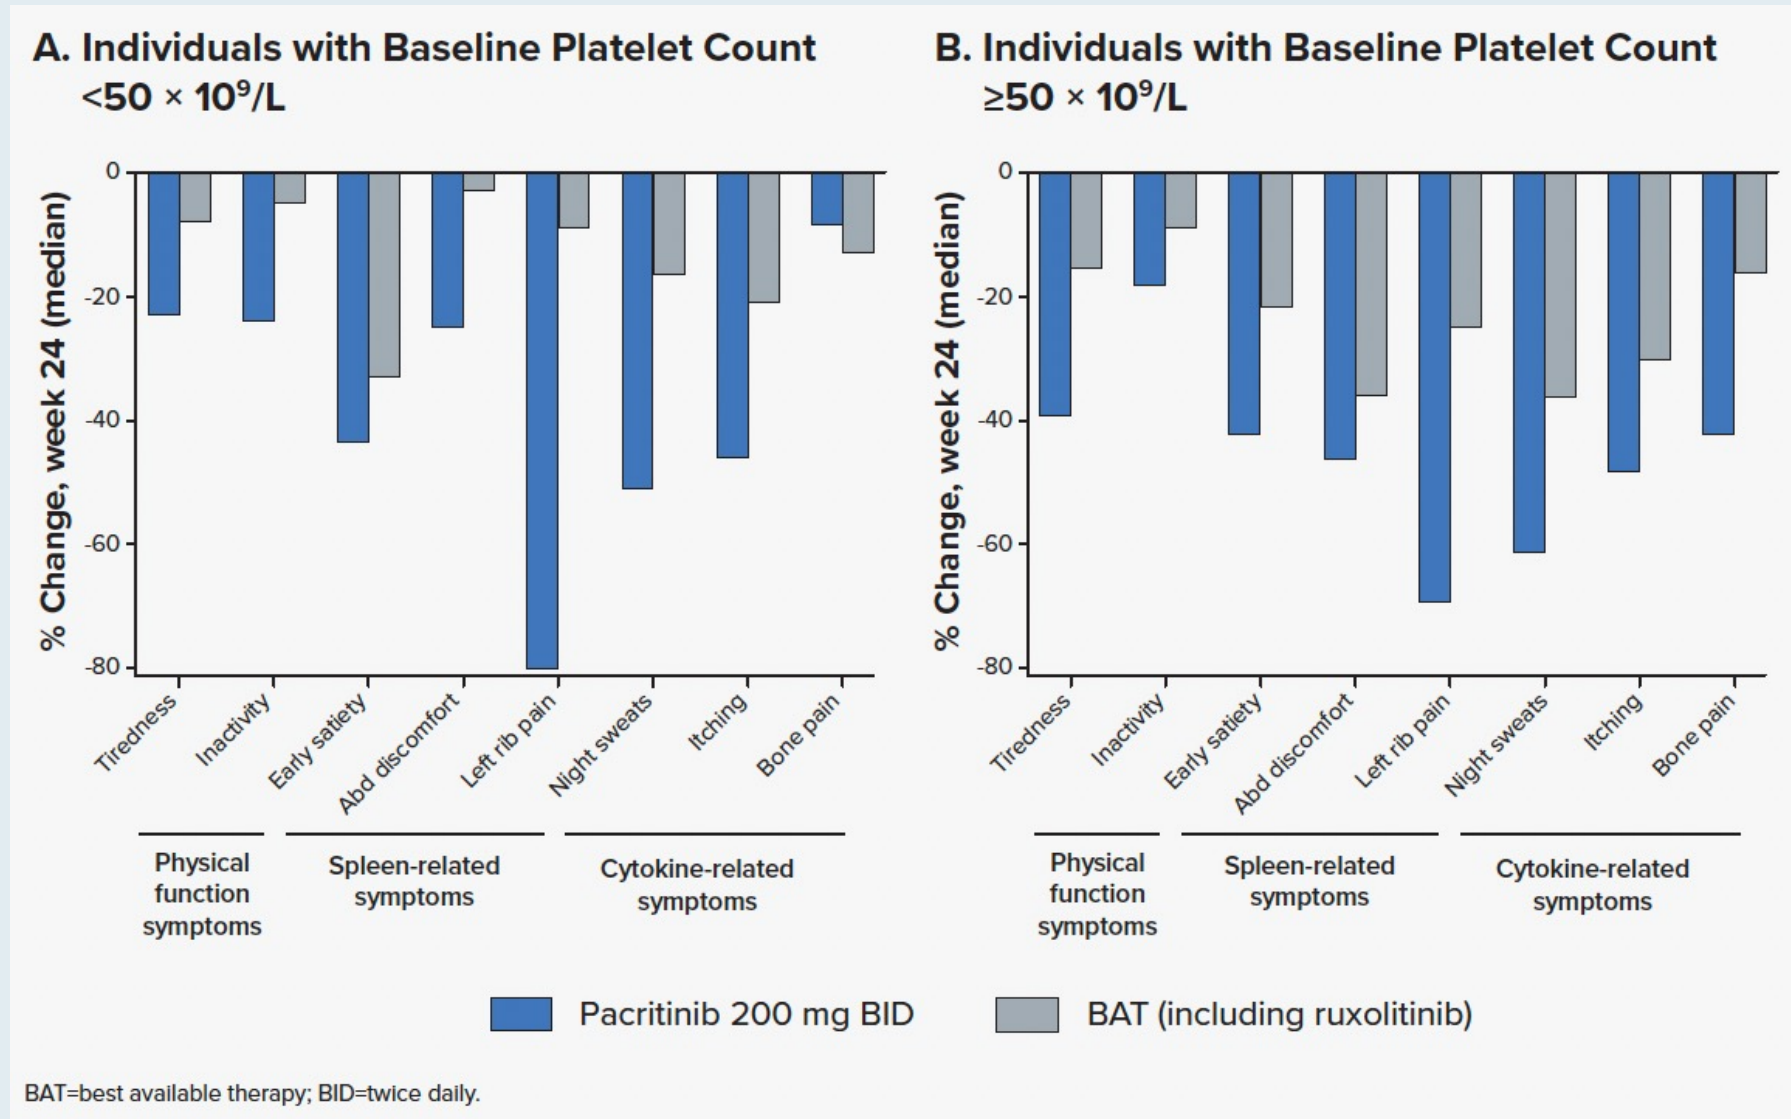 A. Individuals with Baseline Platelet Count
<50 × 10⁹/L
% Change, week 24 (median)
0
-20
-40
-60
-80
Tiredness
Inactivity
Early satiety
Abd discomfort
Left rib pain
Night sweats
Itching
Bone pain
Physical
function
symptoms
Spleen-related
symptoms
Cytokine-related
symptoms
B. Individuals with Baseline Platelet Count
≥50 × 10⁹/L
% Change, week 24 (median)
0
-20
-40
-60
-80
Tiredness
Inactivity
Early satiety
Abd discomfort
Left rib pain
Night sweats
Itching
Bone pain
Physical
function
symptoms
Spleen-related
symptoms
Cytokine-related
symptoms
Pacritinib 200 mg BID
BAT (including ruxolitinib)
BAT=best available therapy; BID=twice daily.